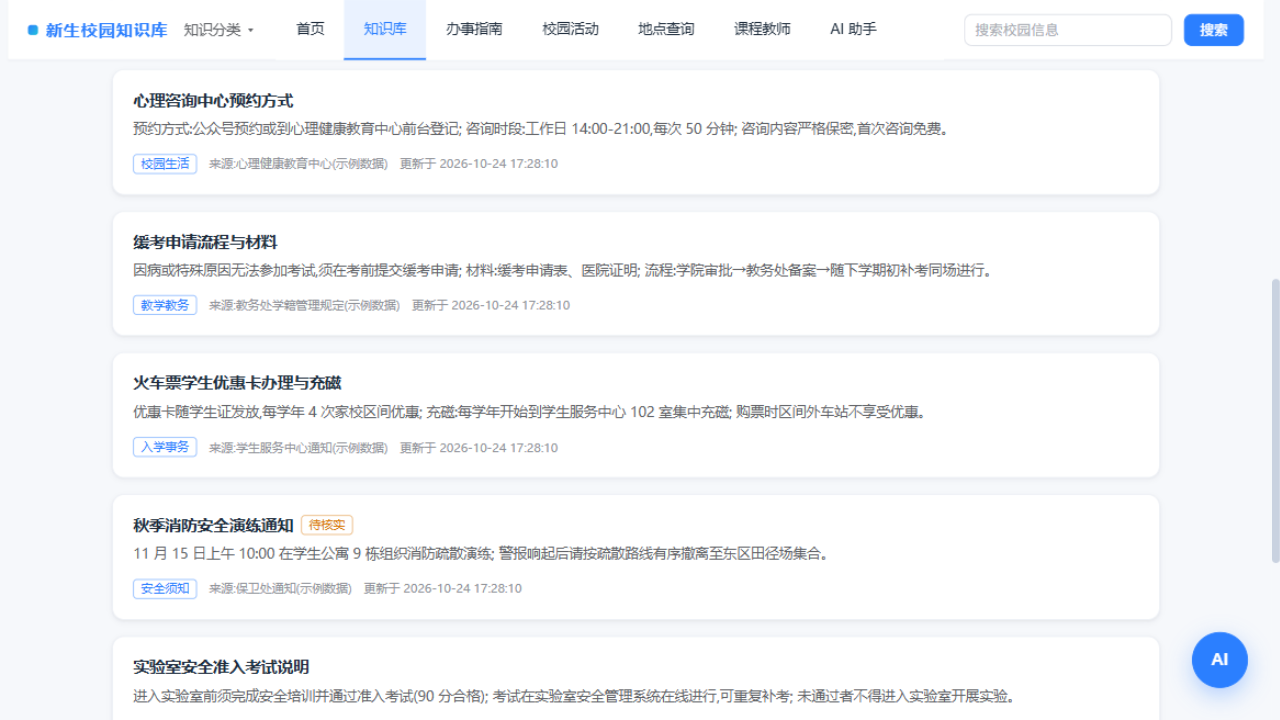 新生校园知识库 知识分类 首页 知识库 办事指南 校园活动 地点查询 课程教师 AI 助手 搜索校园信息 搜索
心理咨询中心预约方式
预约方式:公众号预约或到心理健康教育中心前台登记; 咨询时段:工作日 14:00-21:00,每次 50 分钟; 咨询内容严格保密,首次咨询免费。
校园生活 来源:心理健康教育中心(示例数据) 更新于 2026-10-24 17:28:10
缓考申请流程与材料
因病或特殊原因无法参加考试,须在考前提交缓考申请; 材料:缓考申请表、医院证明; 流程:学院审批→教务处备案→随下学期初补考同场进行。
教学教务 来源:教务处学籍管理规定(示例数据) 更新于 2026-10-24 17:28:10
火车票学生优惠卡办理与充磁
优惠卡随学生证发放,每学年 4 次家校区间优惠; 充磁:每学年开始到学生服务中心 102 室集中充磁; 购票时区间外车站不享受优惠。
入学事务 来源:学生服务中心通知(示例数据) 更新于 2026-10-24 17:28:10
秋季消防安全演练通知 待核实
11 月 15 日上午 10:00 在学生公寓 9 栋组织消防疏散演练; 警报响起后请按疏散路线有序撤离至东区田径场集合。
安全须知 来源:保卫处通知(示例数据) 更新于 2026-10-24 17:28:10
实验室安全准入考试说明
进入实验室前须完成安全培训并通过准入考试(90 分合格); 考试在实验室安全管理系统在线进行,可重复补考; 未通过者不得进入实验室开展实验。
AI